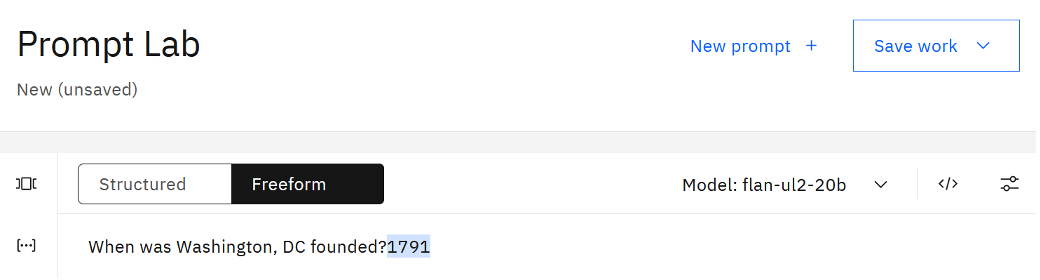 Prompt Lab
New prompt +
Save work
New (unsaved)
Structured
Freeform
Model: flan-ul2-20b
</>
[...]
When was Washington, DC founded?1791